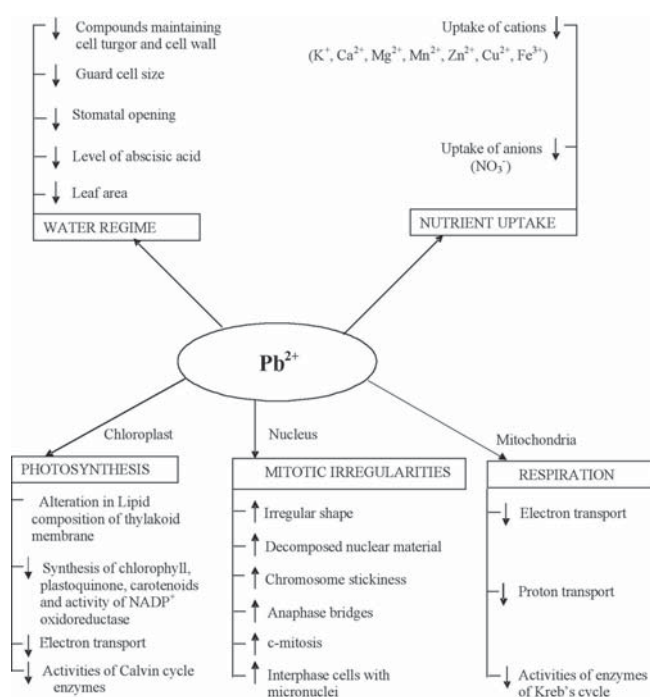 Compounds maintaining
cell turgor and cell wall
Guard cell size
Stomatal opening
Level of abscisic acid
Leaf area
WATER REGIME
Uptake of cations
(K⁺, Ca²⁺, Mg²⁺, Mn²⁺, Zn²⁺, Cu²⁺, Fe³⁺)
Uptake of anions
(NO₃⁻)
NUTRIENT UPTAKE
Pb²⁺
Chloroplast
PHOTOSYNTHESIS
Alteration in Lipid
composition of thylakoid
membrane
Synthesis of chlorophyll,
plastoquinone, carotenoids
and activity of NADP⁺
oxidoreductase
Electron transport
Activities of Calvin cycle
enzymes
Nucleus
MITOTIC IRREGULARITIES
Irregular shape
Decomposed nuclear material
Chromosome stickiness
Anaphase bridges
c-mitosis
Interphase cells with
micronuclei
Mitochondria
RESPIRATION
Electron transport
Proton transport
Activities of enzymes
of Kreb's cycle